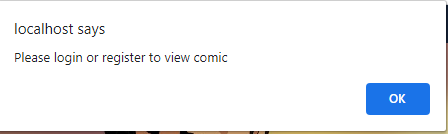 localhost says
Please login or register to view comic
OK